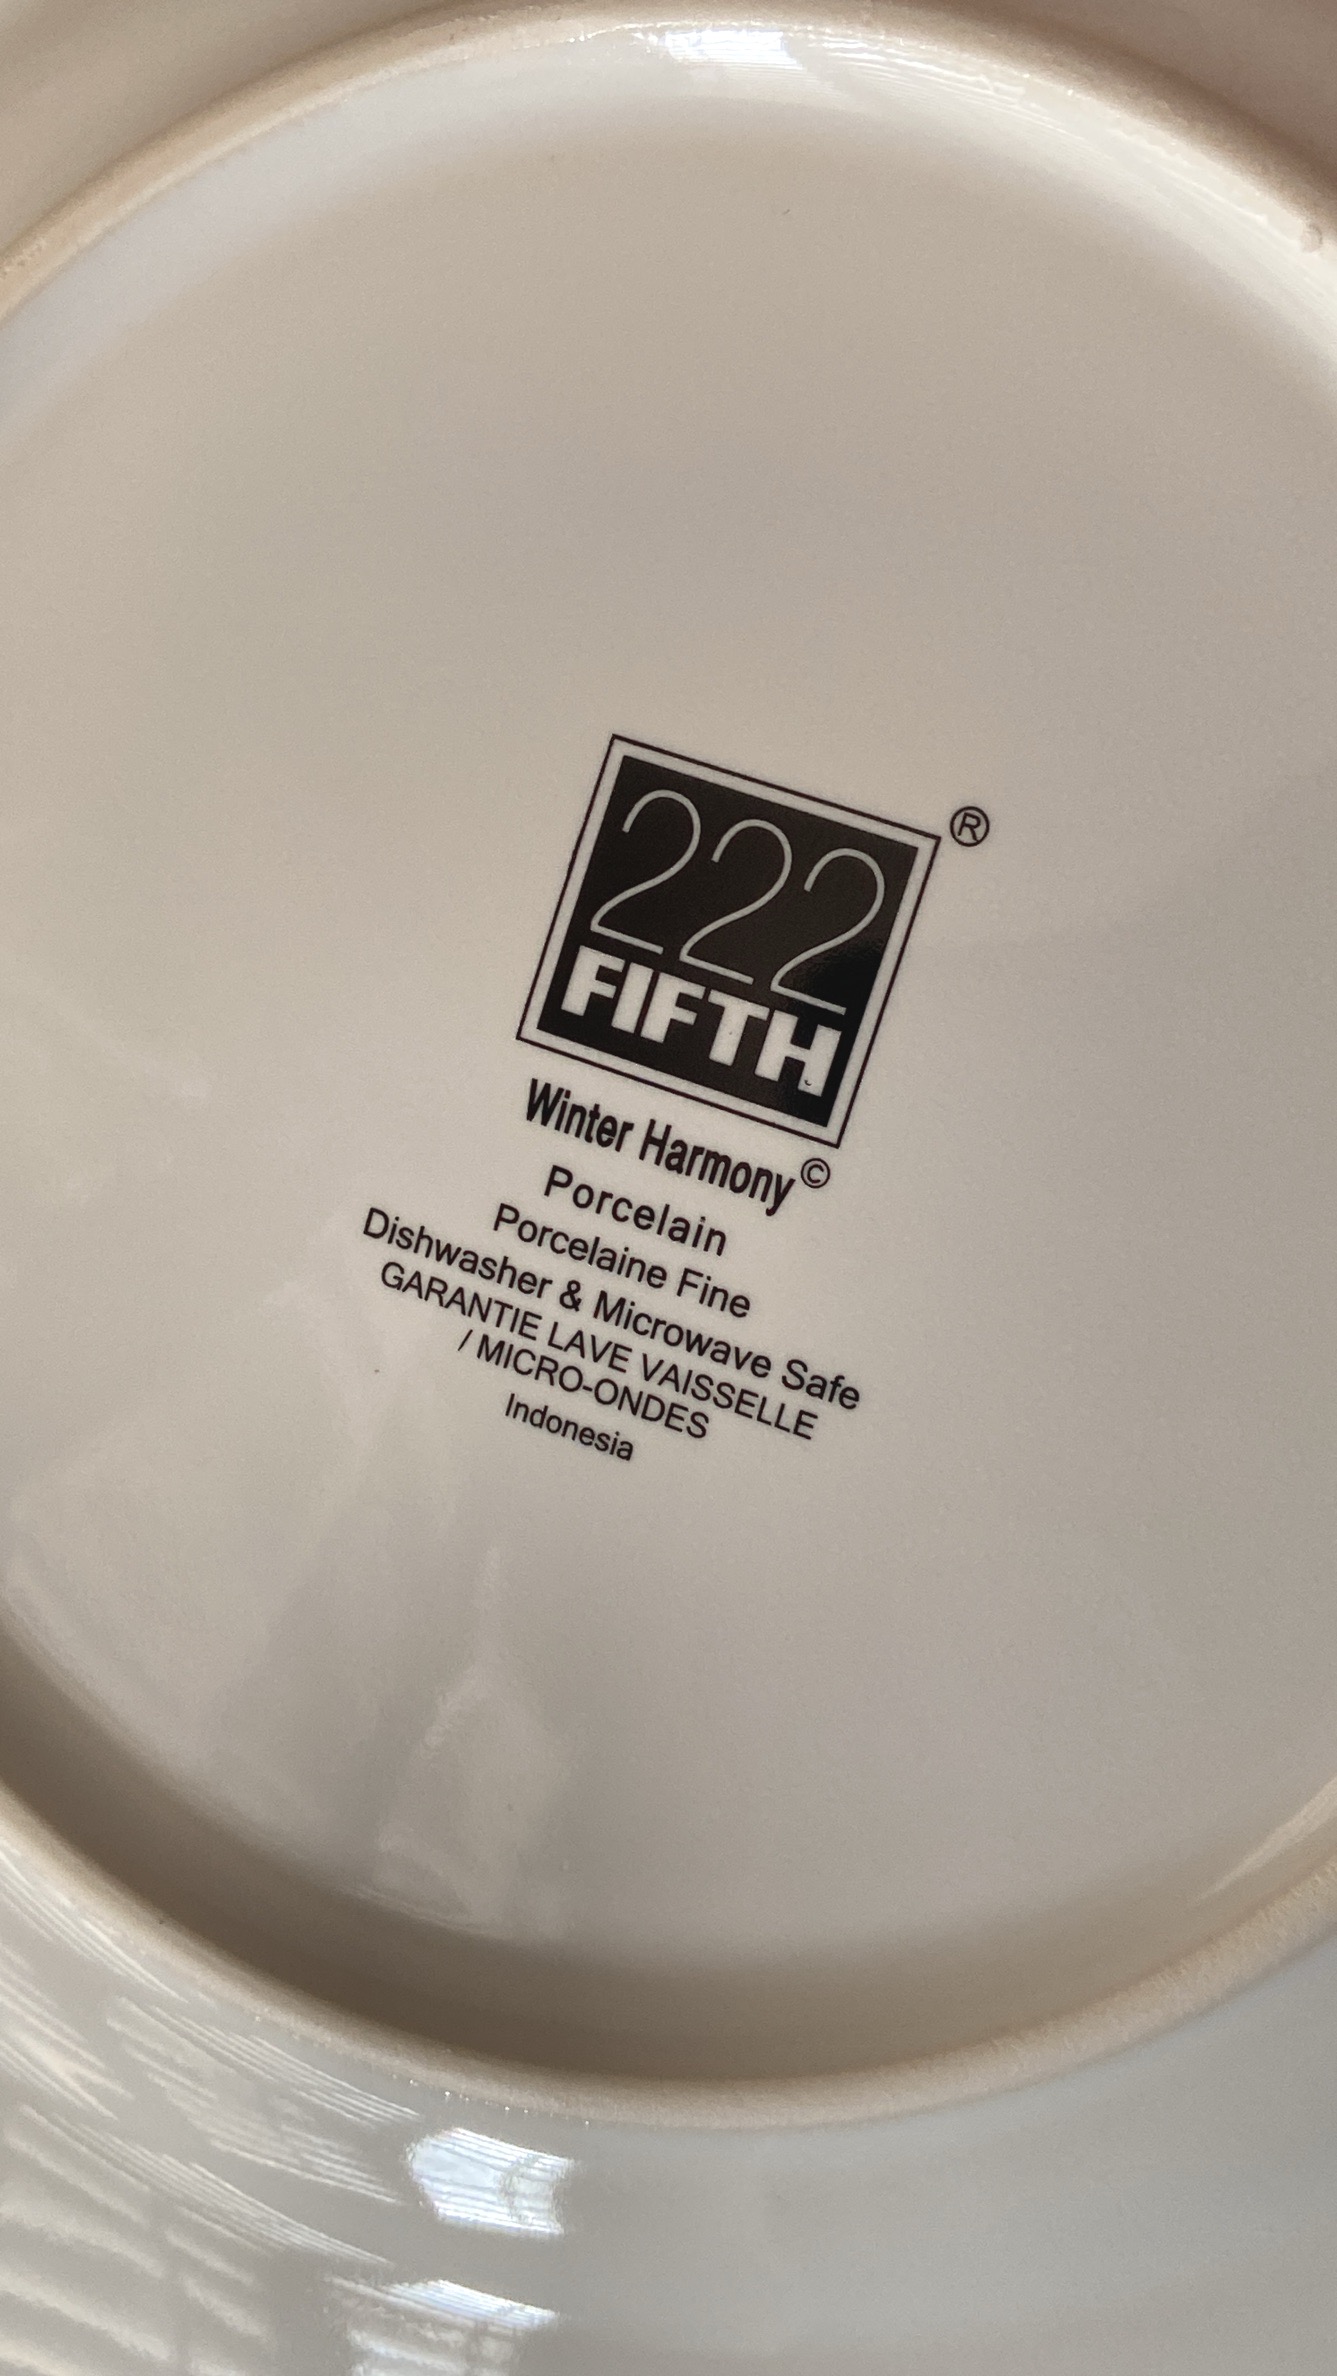 222
FIFTH
®
Winter Harmony©
Porcelain
Porcelaine Fine
Dishwasher & Microwave Safe
GARANTIE LAVE VAISSELLE
/ MICRO-ONDES
Indonesia